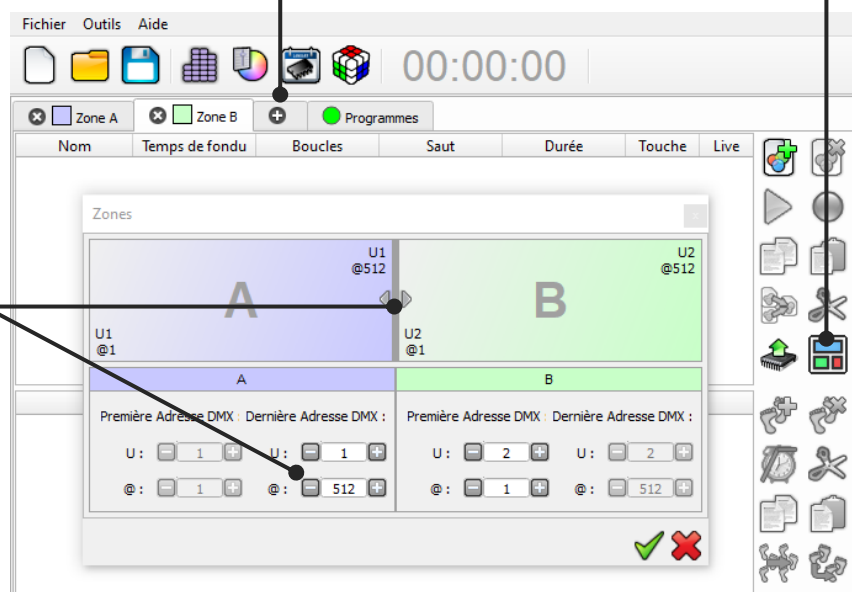 Fichier Outils Aide
00:00:00
Zone A Zone B Programmes
Nom Temps de fondu Boucles Saut Durée Touche Live
Zones
U1
@512
A
U1
@1
U2
@512
B
U2
@1
A B
Première Adresse DMX : Dernière Adresse DMX : Première Adresse DMX : Dernière Adresse DMX :
U : 1 U : 1 U : 2 U : 2
@ : 1 @ : 512 @ : 1 @ : 512